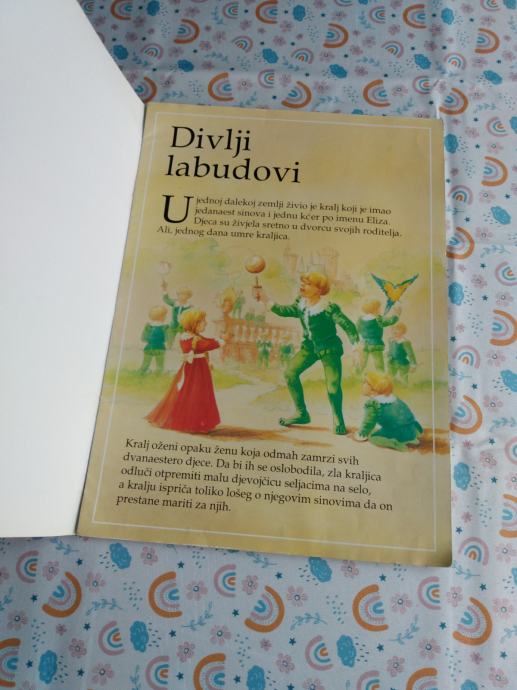 Divlji
labudovi
U jednoj dalekoj zemlji živio je kralj koji je imao
jedanaest sinova i jednu kćer po imenu Eliza.
Djeca su živjela sretno u dvorcu svojih roditelja.
Ali, jednog dana umre kraljica.
Kralj oženi opaku ženu koja odmah zamrzi svih
dvanaestero djece. Da bi ih se oslobodila, zla kraljica
odluči otpremiti malu djevojčicu seljacima na selo,
a kralju ispriča toliko lošeg o njegovim sinovima da on
prestane mariti za njih.